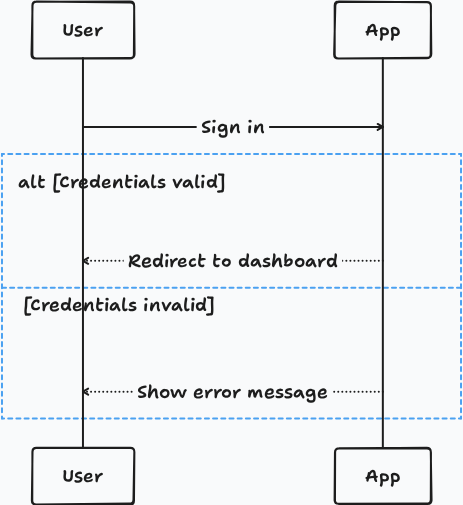 User
App
Sign in
alt [Credentials valid]
Redirect to dashboard
[Credentials invalid]
Show error message
User
App